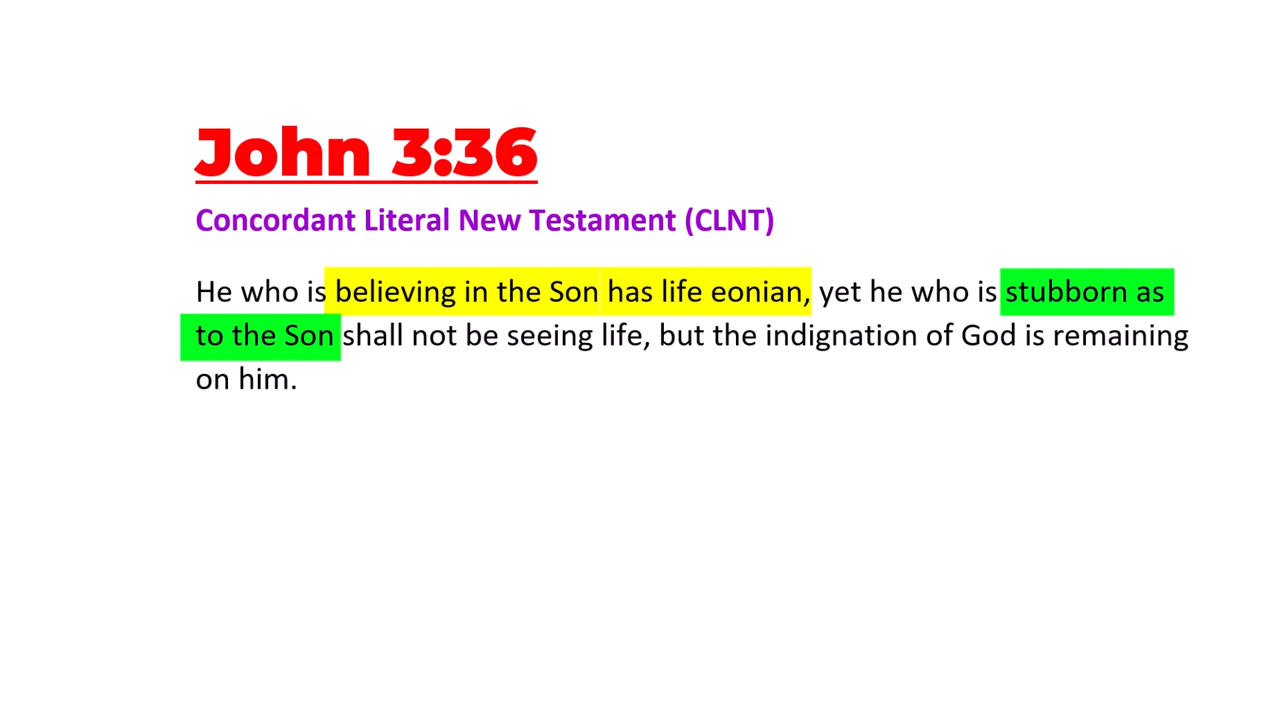 John 3:36
Concordant Literal New Testament (CLNT)
He who is believing in the Son has life eonian, yet he who is stubborn as
to the Son shall not be seeing life, but the indignation of God is remaining
on him.